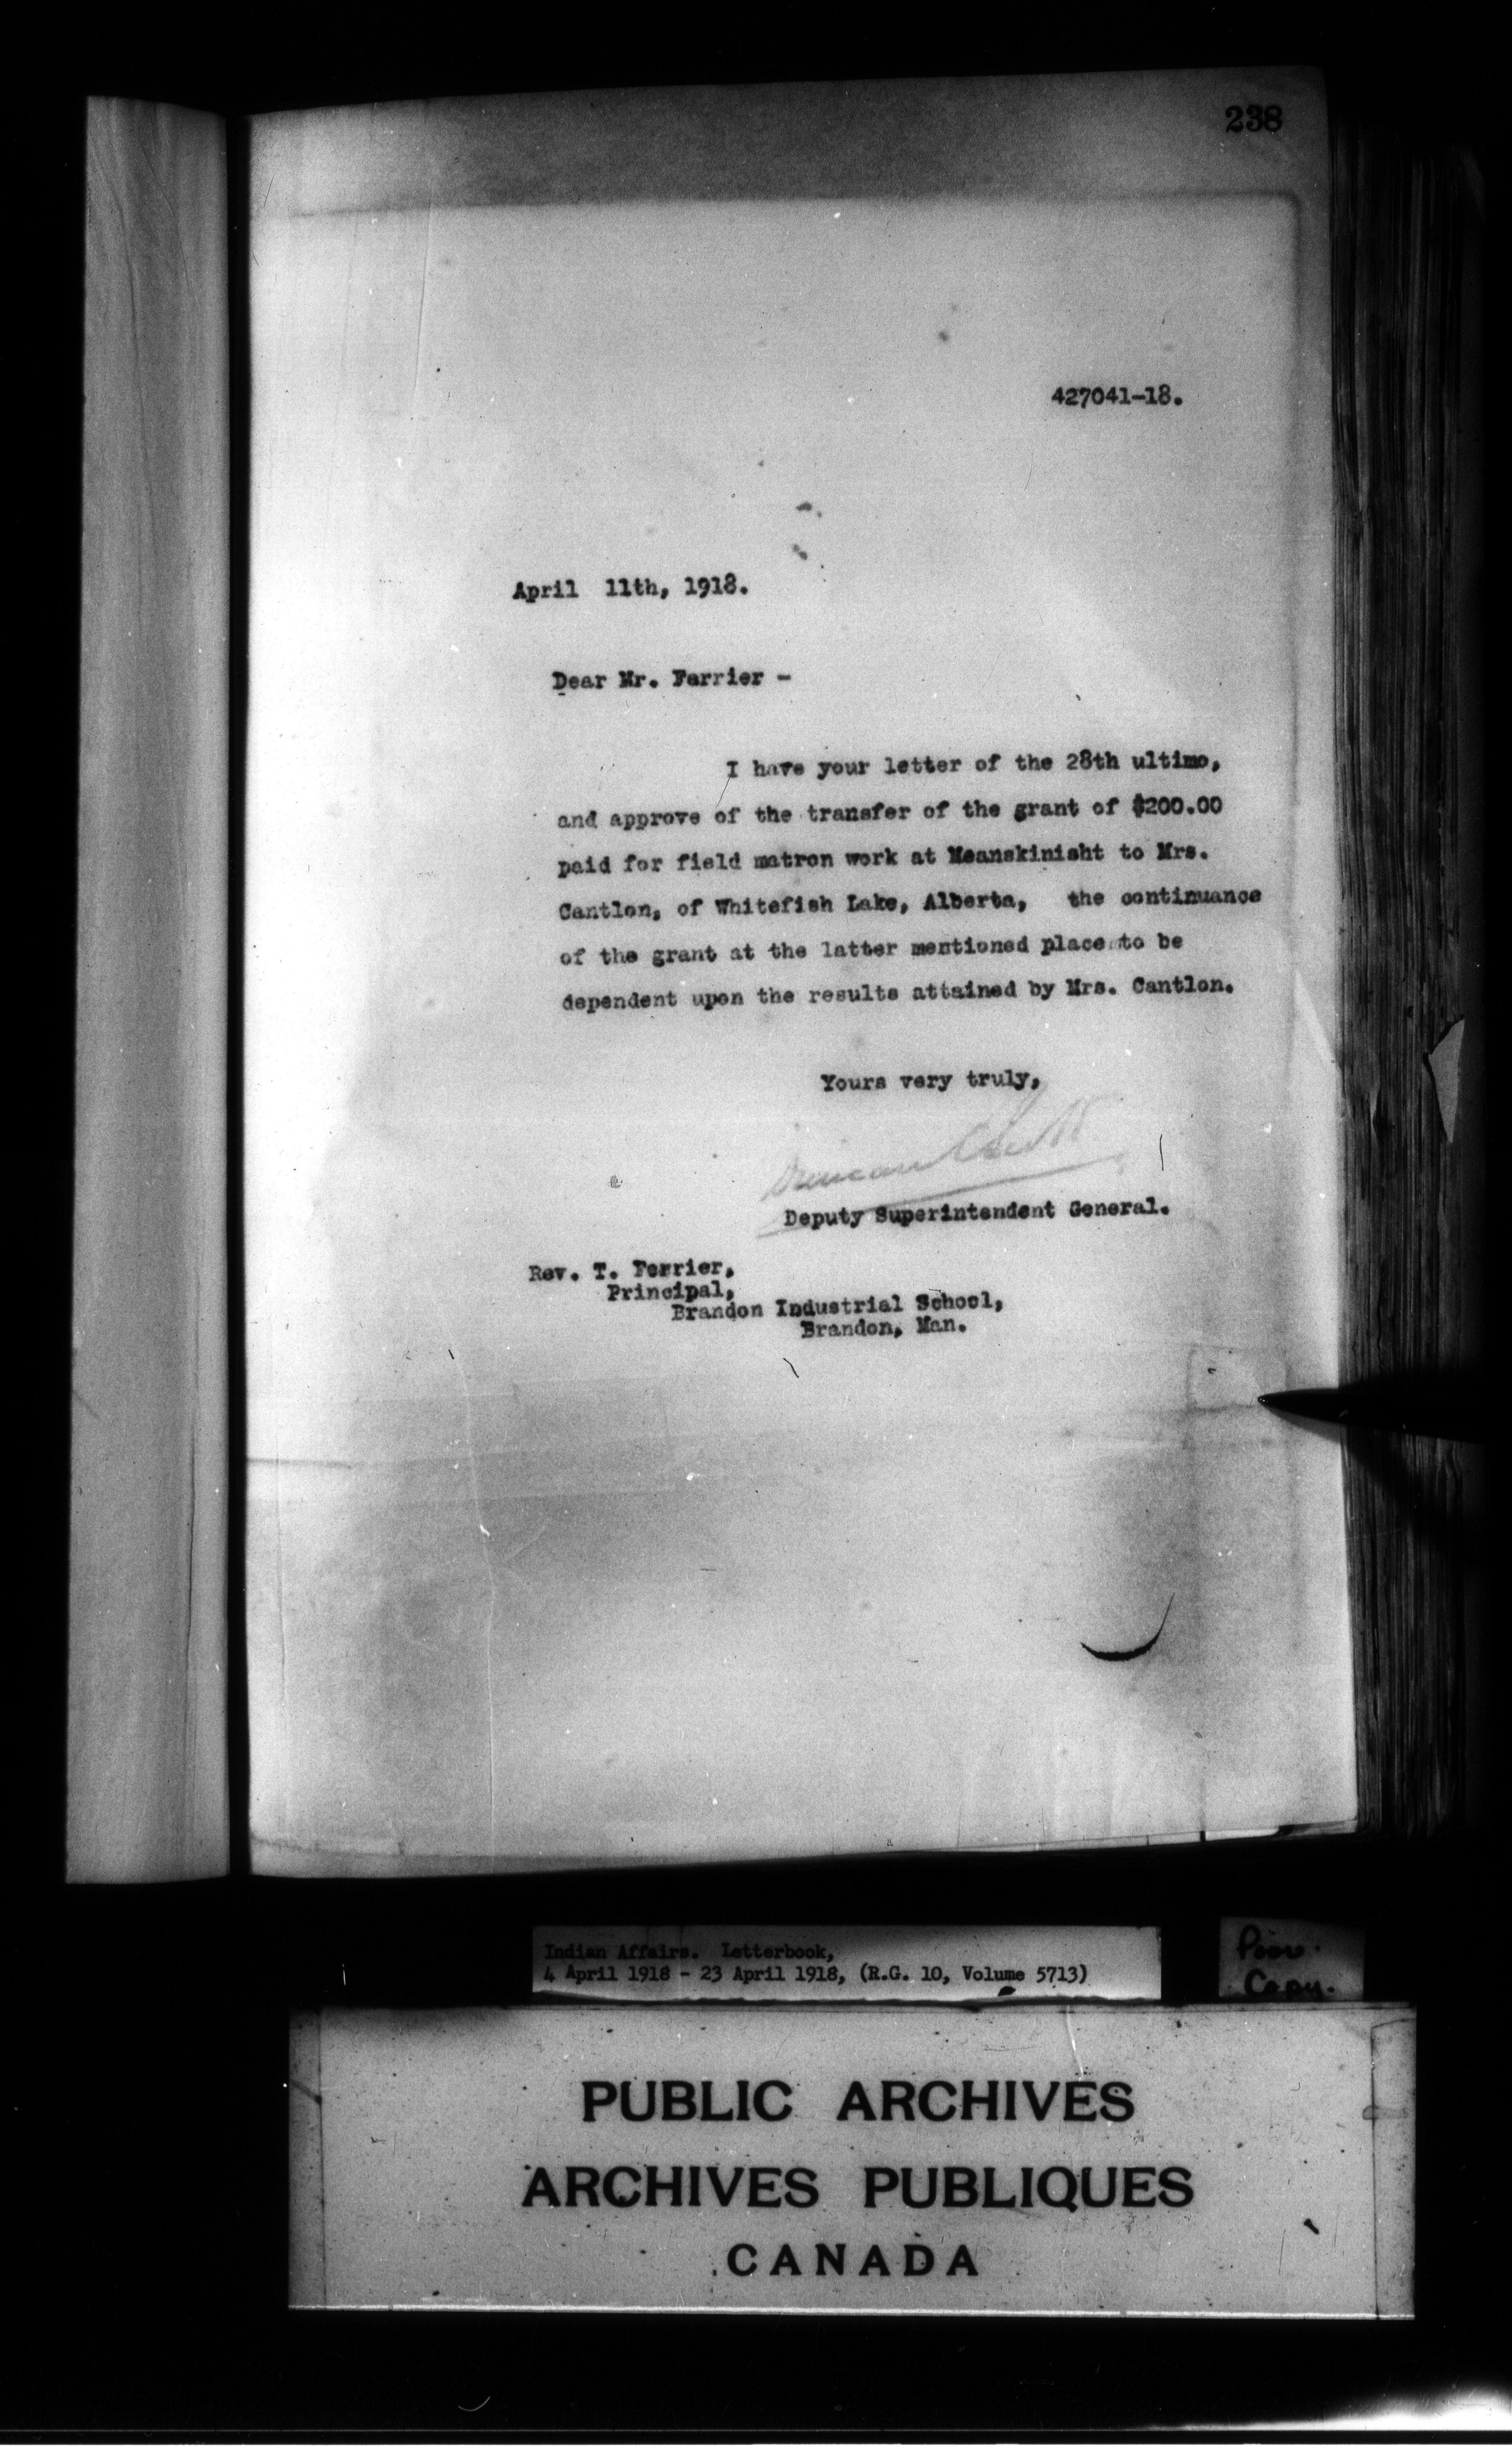 238
427041-18.
April 11th, 1918.
Dear Mr. Ferrier -
I have your letter of the 28th ultimo,
and approve of the transfer of the grant of $200.00
paid for field matron work at Meanskinisht to Mrs.
Cantlon, of Whitefish Lake, Alberta, the continuance
of the grant at the latter mentioned place to be
dependent upon the results attained by Mrs. Cantlon.
Yours very truly,
Duncan C Scott
Deputy Superintendent General.
Rev. T. Ferrier,
Principal,
Brandon Industrial School,
Brandon, Man.
Indian Affairs. Letterbook,
4 April 1918 - 23 April 1918, (R.G. 10, Volume 5713)
Poor
Copy.
PUBLIC ARCHIVES
ARCHIVES PUBLIQUES
CANADA